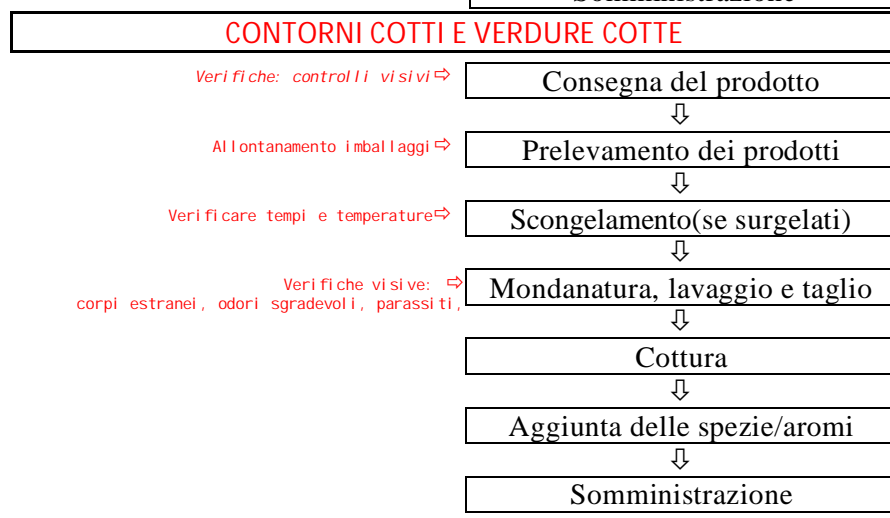 Somministrazione
CONTORNI COTTI E VERDURE COTTE
Verifiche: controlli visivi⇨
Consegna del prodotto
⇩
Allontanamento imballaggi⇨
Prelevamento dei prodotti
⇩
Verificare tempi e temperature⇨
Scongelamento(se surgelati)
⇩
Verifiche visive: ⇨
corpi estranei, odori sgradevoli, parassiti,
Mondanatura, lavaggio e taglio
⇩
Cottura
⇩
Aggiunta delle spezie/aromi
⇩
Somministrazione